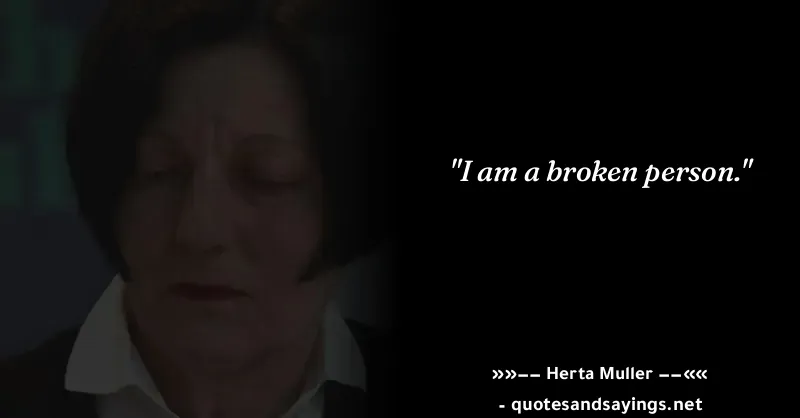 "I am a broken person."
»»–– Herta Muller ––««
- quotesandsayings.net